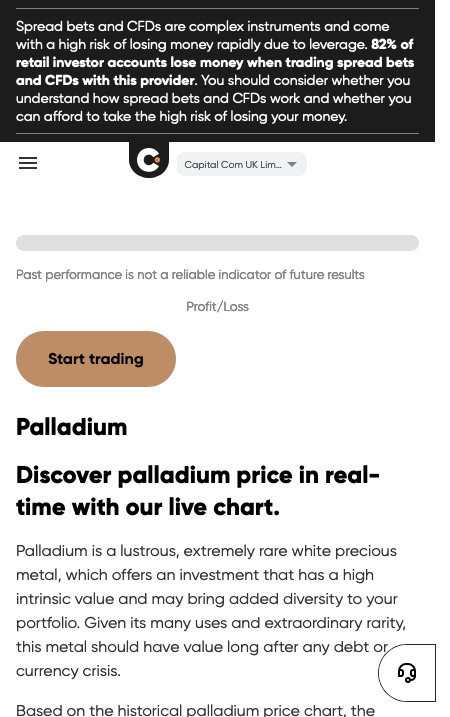 Spread bets and CFDs are complex instruments and come
with a high risk of losing money rapidly due to leverage. 82% of
retail investor accounts lose money when trading spread bets
and CFDs with this provider. You should consider whether you
understand how spread bets and CFDs work and whether you
can afford to take the high risk of losing your money.
Capital Com UK Lim...
Past performance is not a reliable indicator of future results
Profit/Loss
Start trading
Palladium
Discover palladium price in real-
time with our live chart.
Palladium is a lustrous, extremely rare white precious
metal, which offers an investment that has a high
intrinsic value and may bring added diversity to your
portfolio. Given its many uses and extraordinary rarity,
this metal should have value long after any debt or
currency crisis.
Based on the historical palladium price chart, the